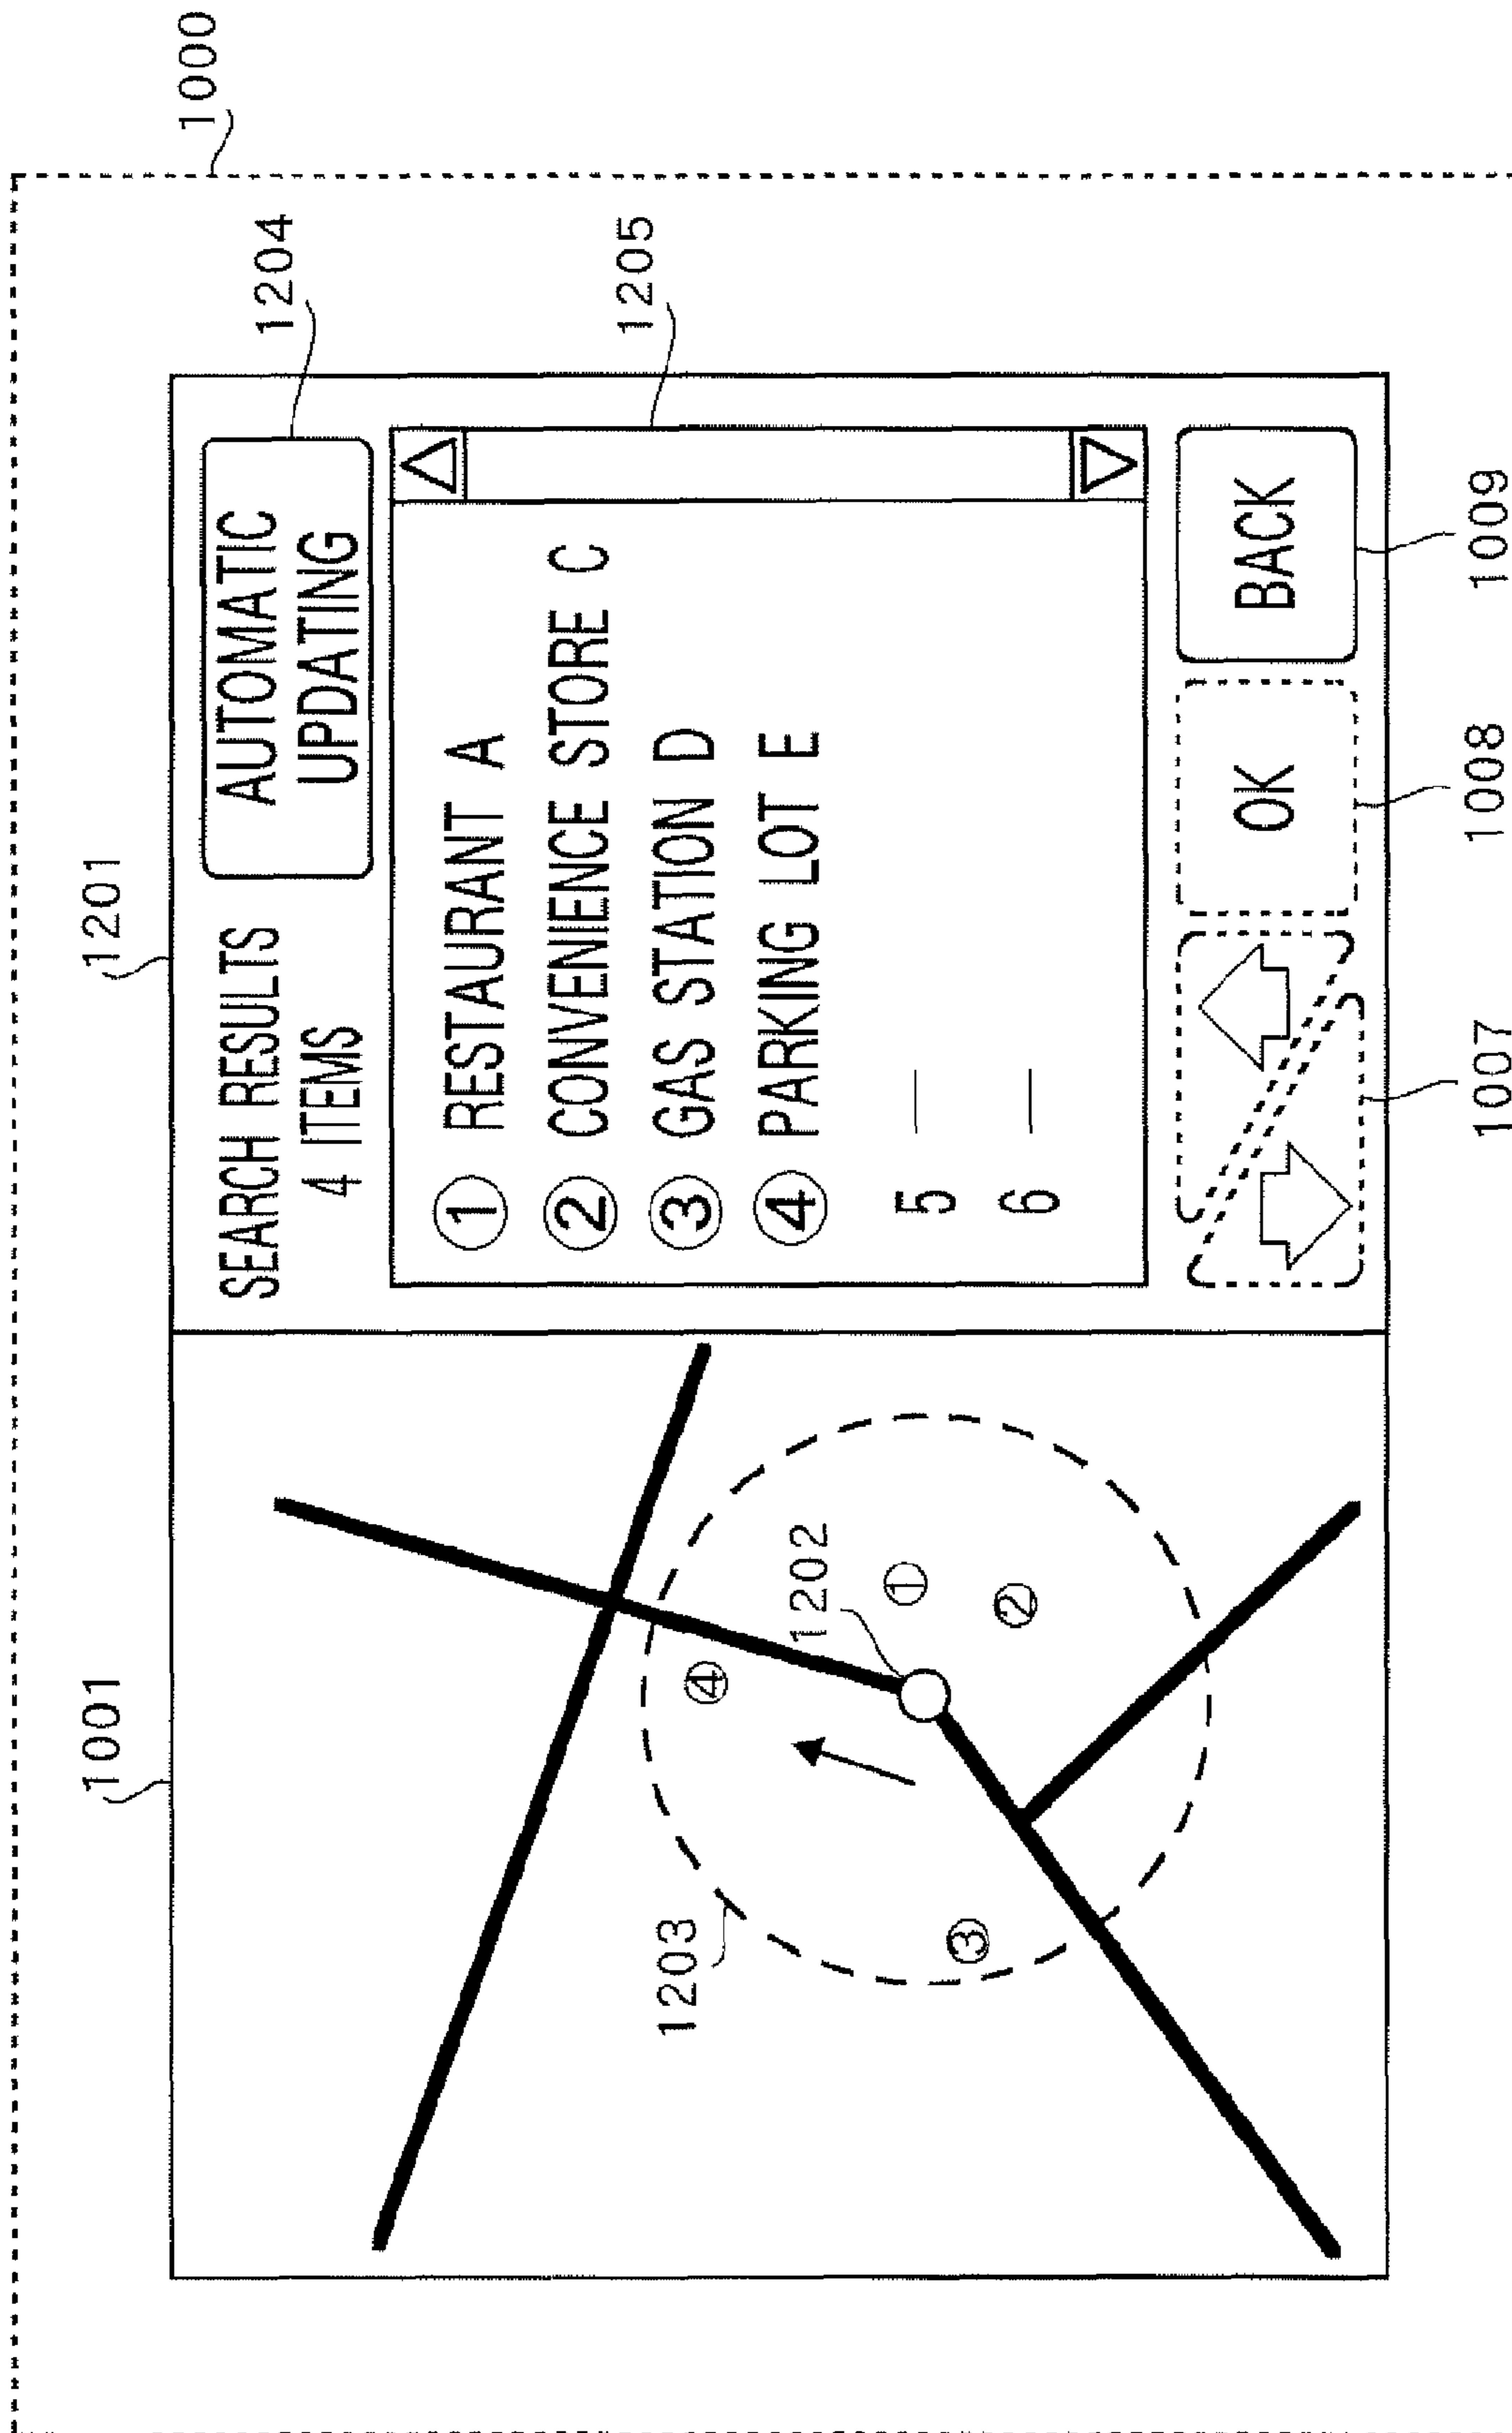 1000
1001
1201
1204
SEARCH RESULTS
4 ITEMS
AUTOMATIC
UPDATING
1205
① RESTAURANT A
② CONVENIENCE STORE C
③ GAS STATION D
④ PARKING LOT E
5 —
6 —
1203
1202
④
①
②
③
OK
BACK
1007
1008
1009